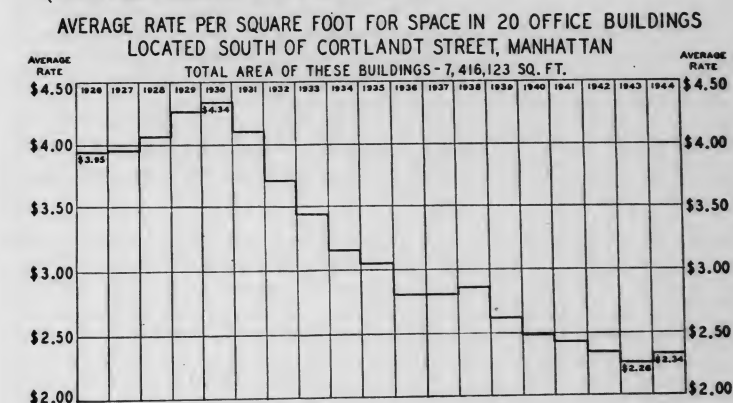 AVERAGE RATE PER SQUARE FOOT FOR SPACE IN 20 OFFICE BUILDINGS
LOCATED SOUTH OF CORTLANDT STREET, MANHATTAN
TOTAL AREA OF THESE BUILDINGS - 7,416,123 SQ. FT.
AVERAGE RATE
AVERAGE RATE
$4.50 1926 1927 1928 1929 1930 1931 1932 1933 1934 1935 1936 1937 1938 1939 1940 1941 1942 1943 1944 $4.50
$4.34
$4.00 $4.00
$3.95
$3.50 $3.50
$3.00 $3.00
$2.50 $2.50
$2.34
$2.26
$2.00 $2.00